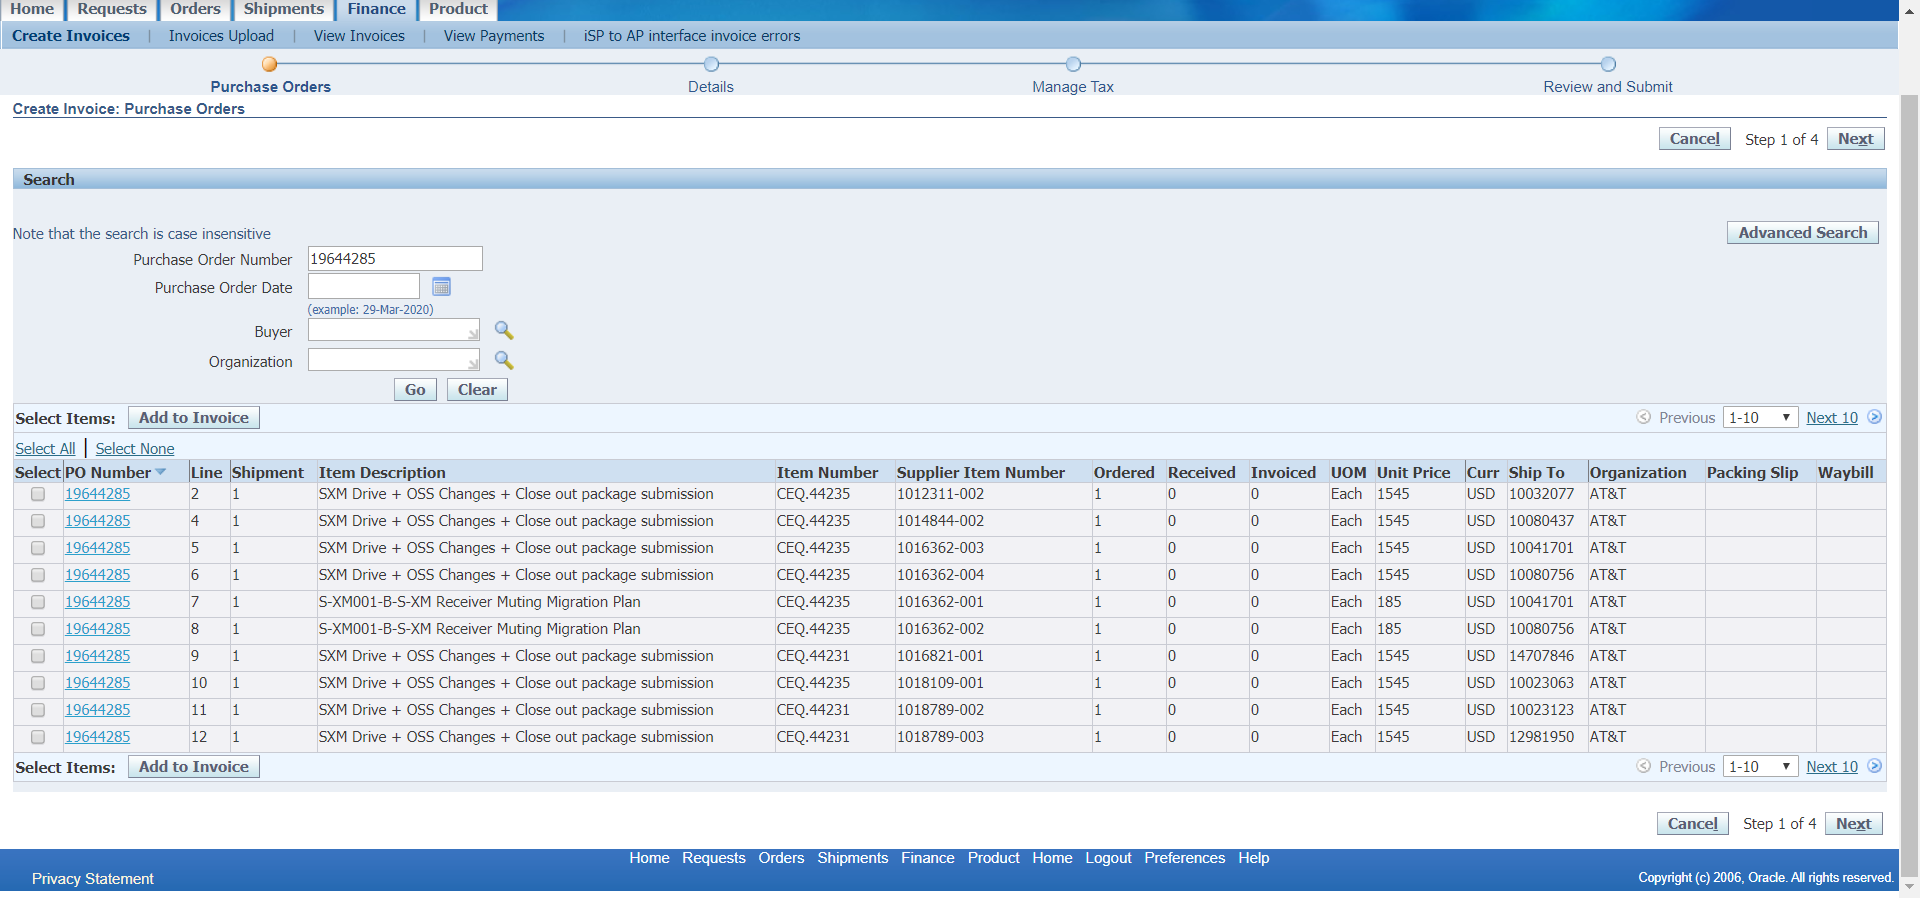 Home Requests Orders Shipments Finance Product
Create Invoices | Invoices Upload | View Invoices | View Payments | iSP to AP interface invoice errors
Purchase Orders Details Manage Tax Review and Submit
Create Invoice: Purchase Orders
Cancel Step 1 of 4 Next
Search
Note that the search is case insensitive
Advanced Search
Purchase Order Number 19644285
Purchase Order Date
(example: 29-Mar-2020)
Buyer
Organization
Go Clear
Select Items: Add to Invoice Previous 1-10 Next 10
Select All | Select None
Select PO Number Line Shipment Item Description Item Number Supplier Item Number Ordered Received Invoiced UOM Unit Price Curr Ship To Organization Packing Slip Waybill
19644285 2 1 SXM Drive + OSS Changes + Close out package submission CEQ.44235 1012311-002 1 0 0 Each 1545 USD 10032077 AT&T
19644285 4 1 SXM Drive + OSS Changes + Close out package submission CEQ.44235 1014844-002 1 0 0 Each 1545 USD 10080437 AT&T
19644285 5 1 SXM Drive + OSS Changes + Close out package submission CEQ.44235 1016362-003 1 0 0 Each 1545 USD 10041701 AT&T
19644285 6 1 SXM Drive + OSS Changes + Close out package submission CEQ.44235 1016362-004 1 0 0 Each 1545 USD 10080756 AT&T
19644285 7 1 S-XM001-B-S-XM Receiver Muting Migration Plan CEQ.44235 1016362-001 1 0 0 Each 185 USD 10041701 AT&T
19644285 8 1 S-XM001-B-S-XM Receiver Muting Migration Plan CEQ.44235 1016362-002 1 0 0 Each 185 USD 10080756 AT&T
19644285 9 1 SXM Drive + OSS Changes + Close out package submission CEQ.44231 1016821-001 1 0 0 Each 1545 USD 14707846 AT&T
19644285 10 1 SXM Drive + OSS Changes + Close out package submission CEQ.44235 1018109-001 1 0 0 Each 1545 USD 10023063 AT&T
19644285 11 1 SXM Drive + OSS Changes + Close out package submission CEQ.44231 1018789-002 1 0 0 Each 1545 USD 10023123 AT&T
19644285 12 1 SXM Drive + OSS Changes + Close out package submission CEQ.44231 1018789-003 1 0 0 Each 1545 USD 12981950 AT&T
Select Items: Add to Invoice Previous 1-10 Next 10
Cancel Step 1 of 4 Next
Home Requests Orders Shipments Finance Product Home Logout Preferences Help
Privacy Statement Copyright (c) 2006, Oracle. All rights reserved.